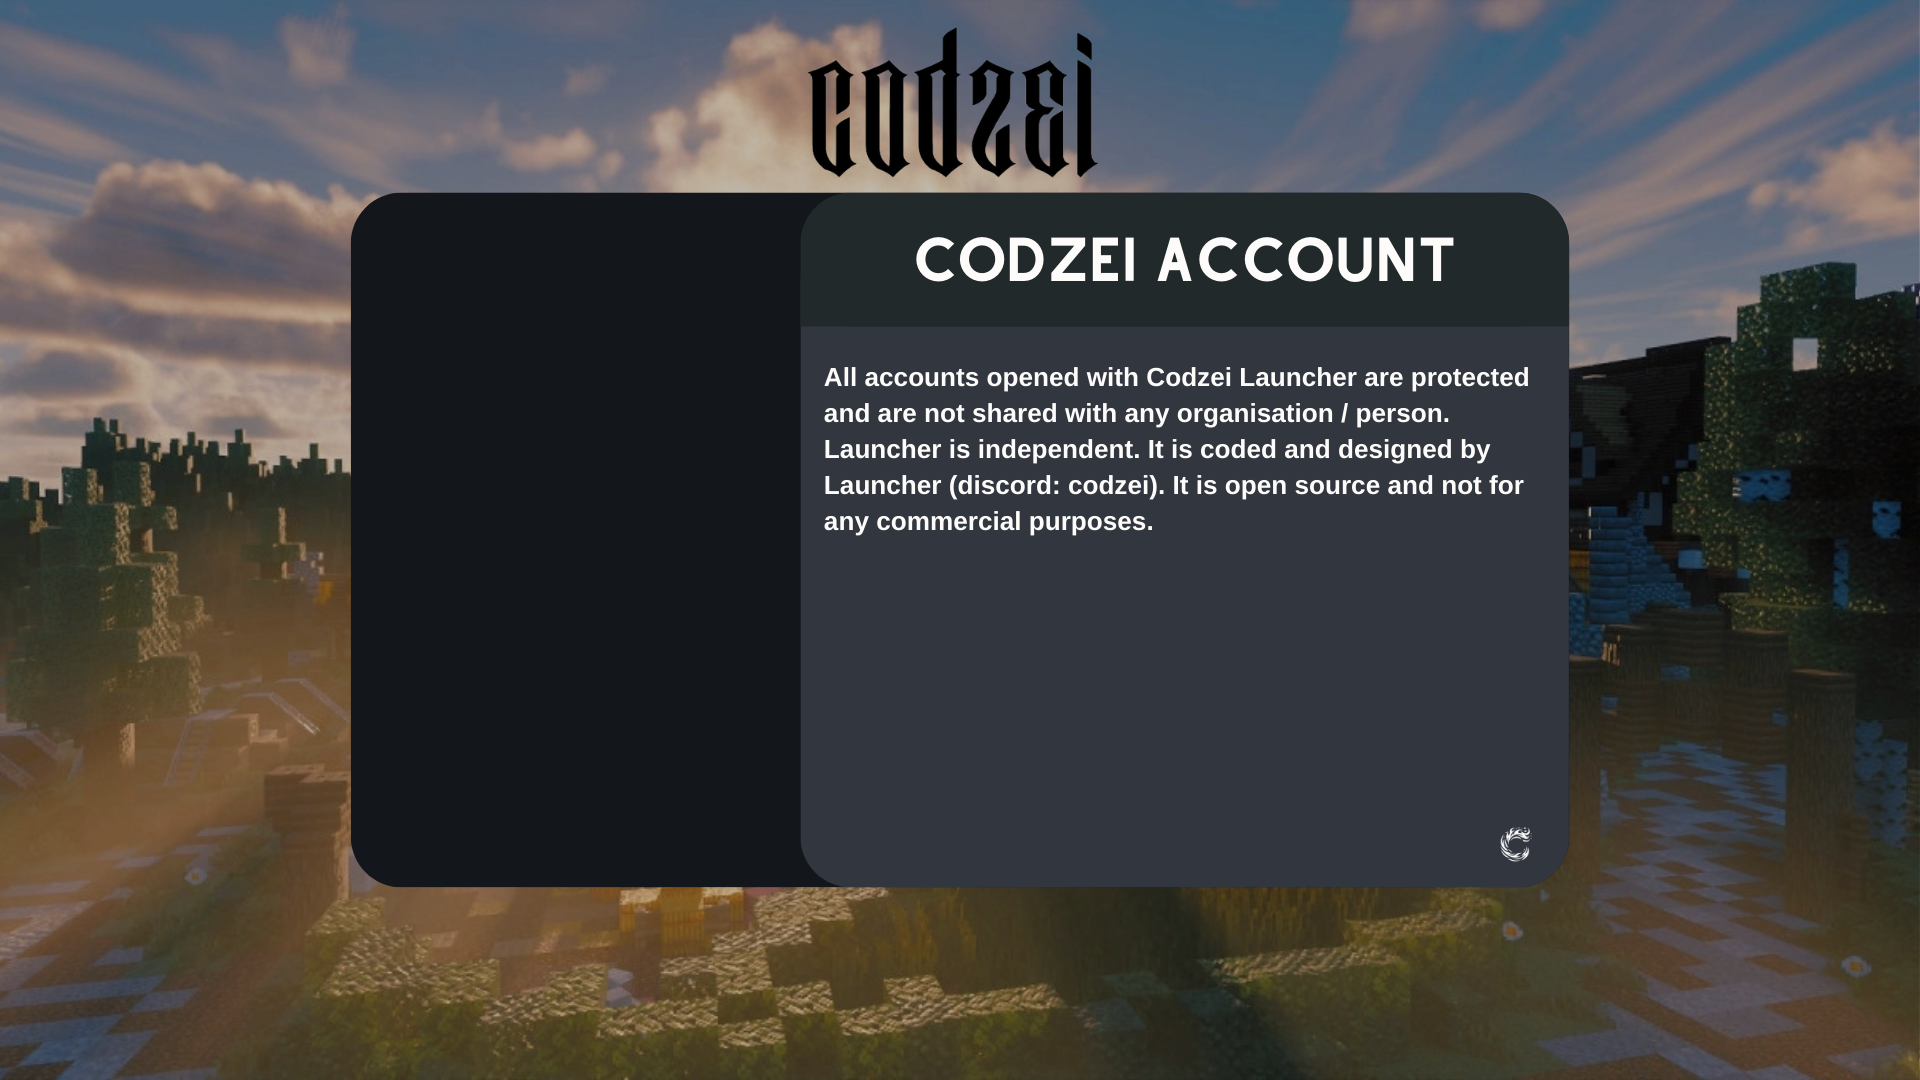 codzei
CODZEI ACCOUNT
All accounts opened with Codzei Launcher are protected
and are not shared with any organisation / person.
Launcher is independent. It is coded and designed by
Launcher (discord: codzei). It is open source and not for
any commercial purposes.
C